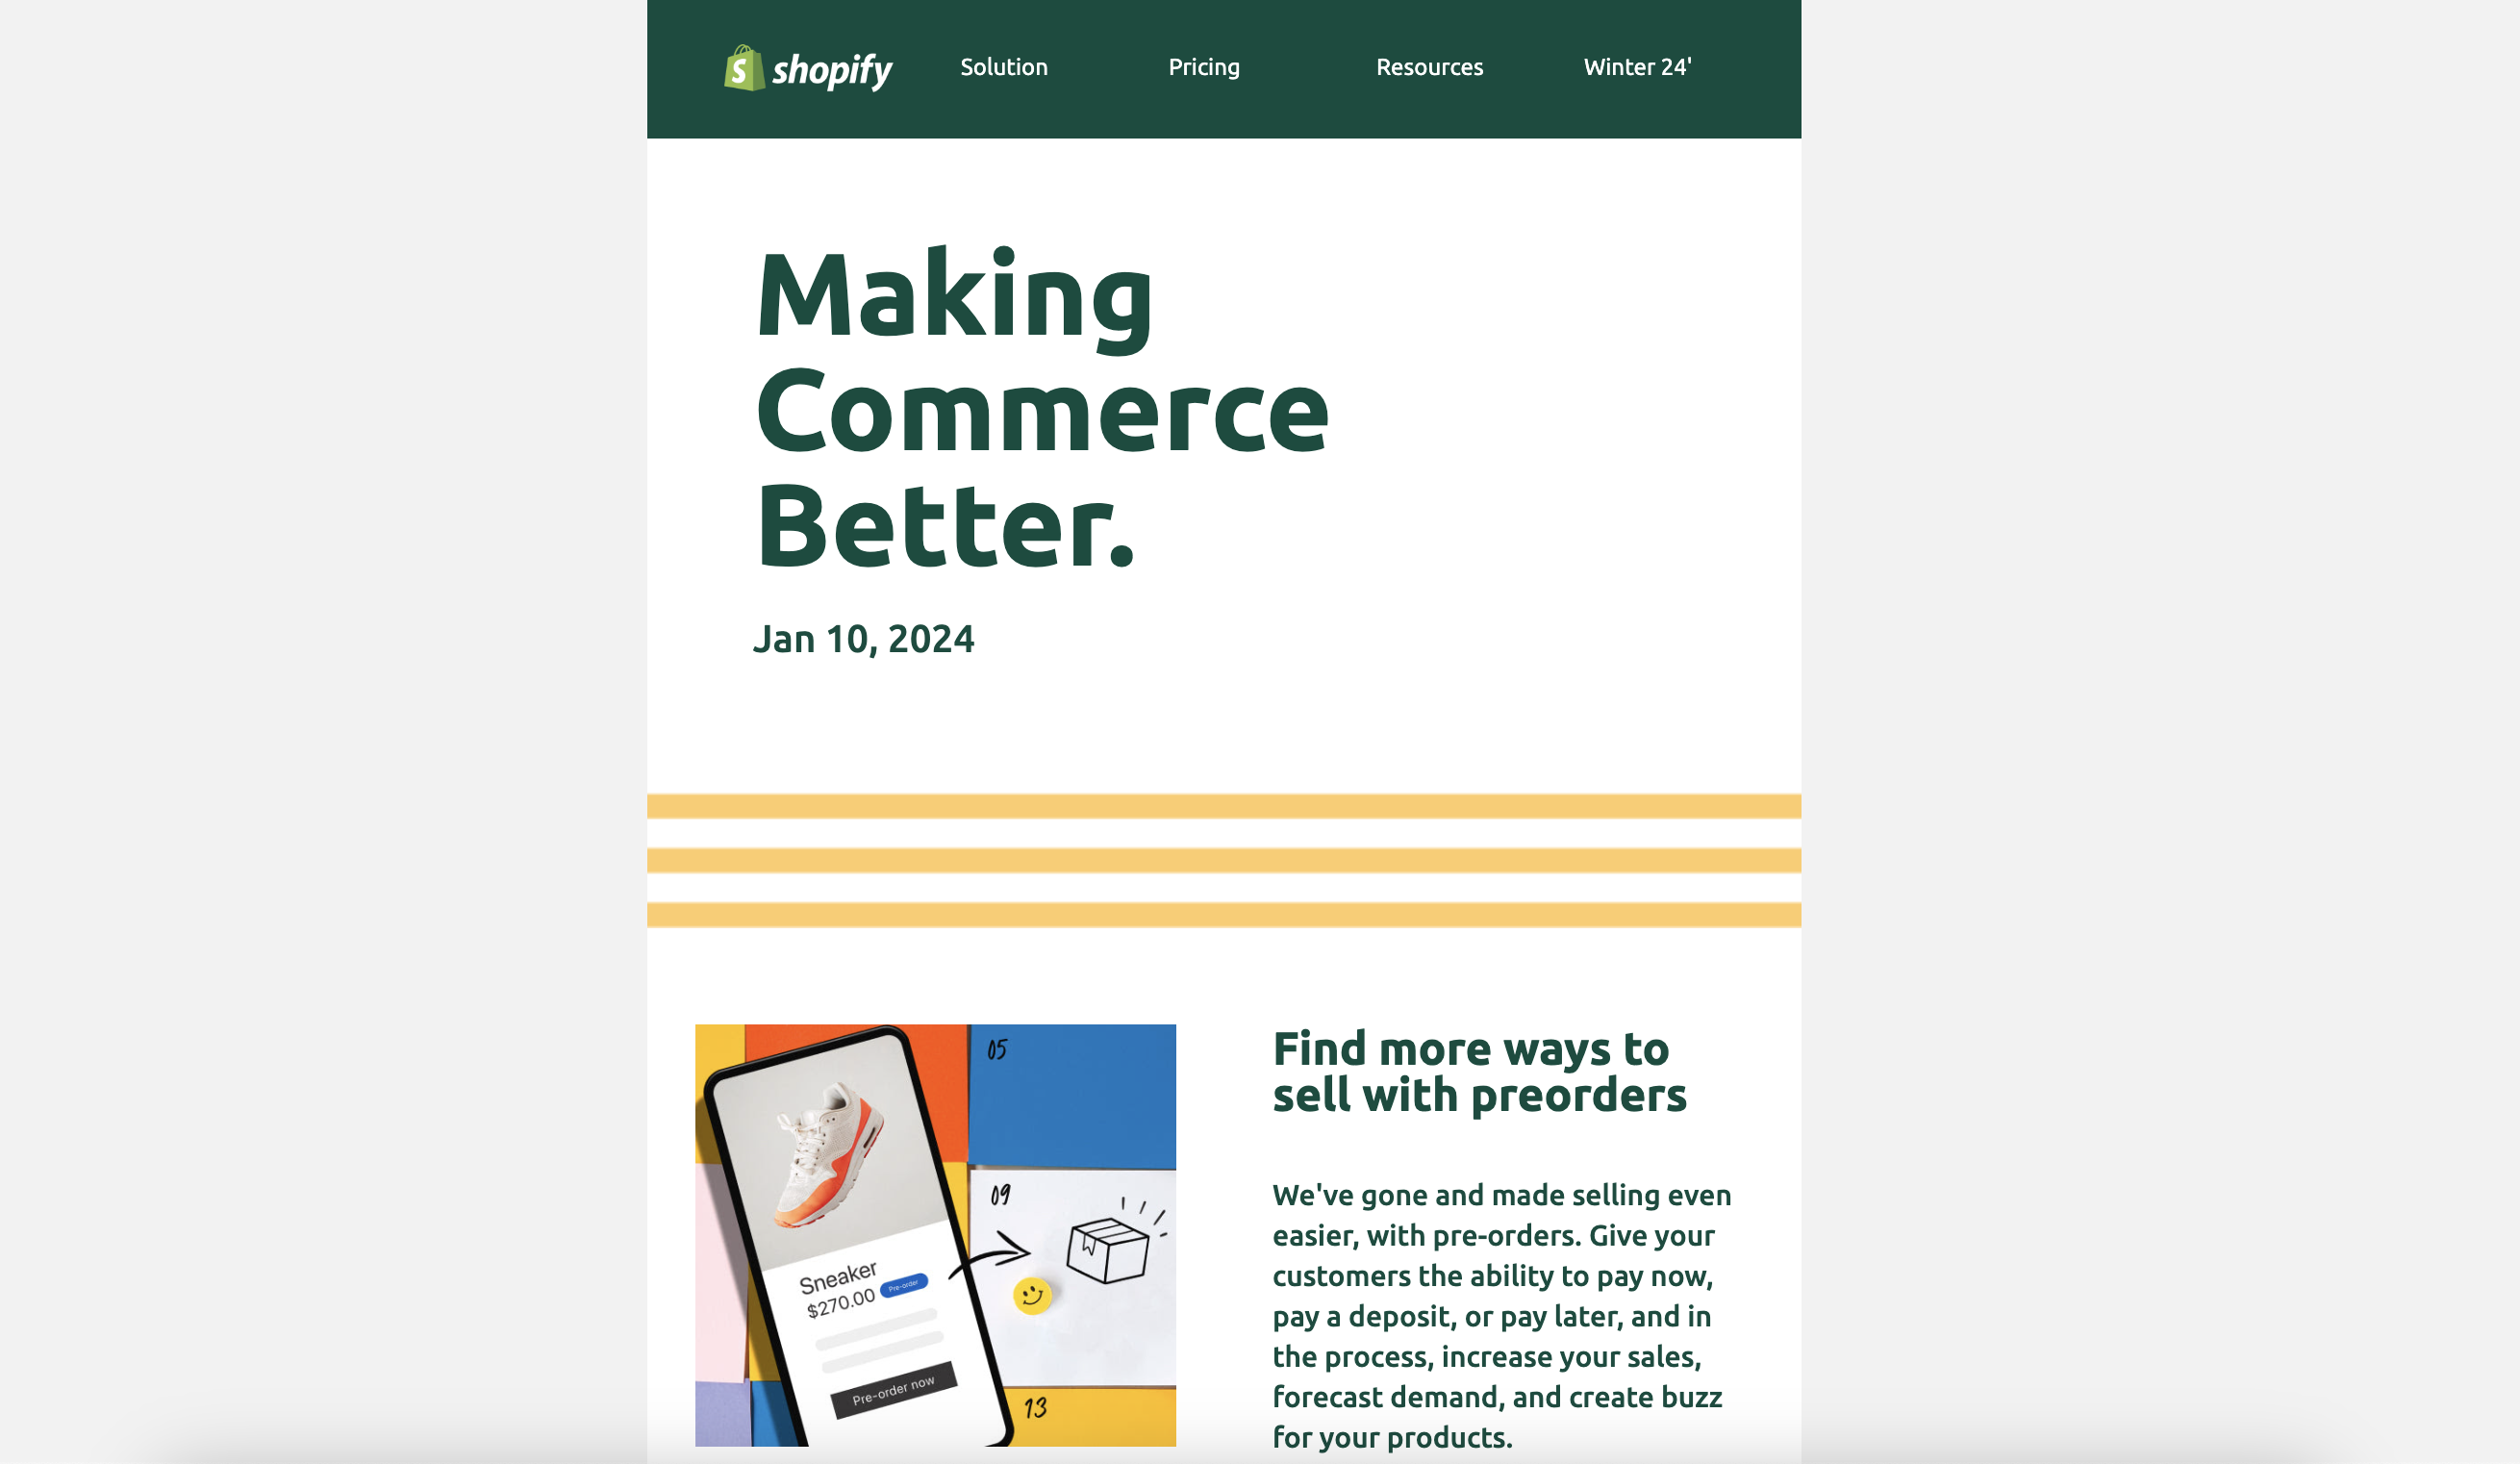 shopify
Solution
Pricing
Resources
Winter 24'
Making
Commerce
Better.
Jan 10, 2024
05
09
Sneaker
$270.00 Pre-order
Pre-order now
13
Find more ways to
sell with preorders
We've gone and made selling even
easier, with pre-orders. Give your
customers the ability to pay now,
pay a deposit, or pay later, and in
the process, increase your sales,
forecast demand, and create buzz
for your products.